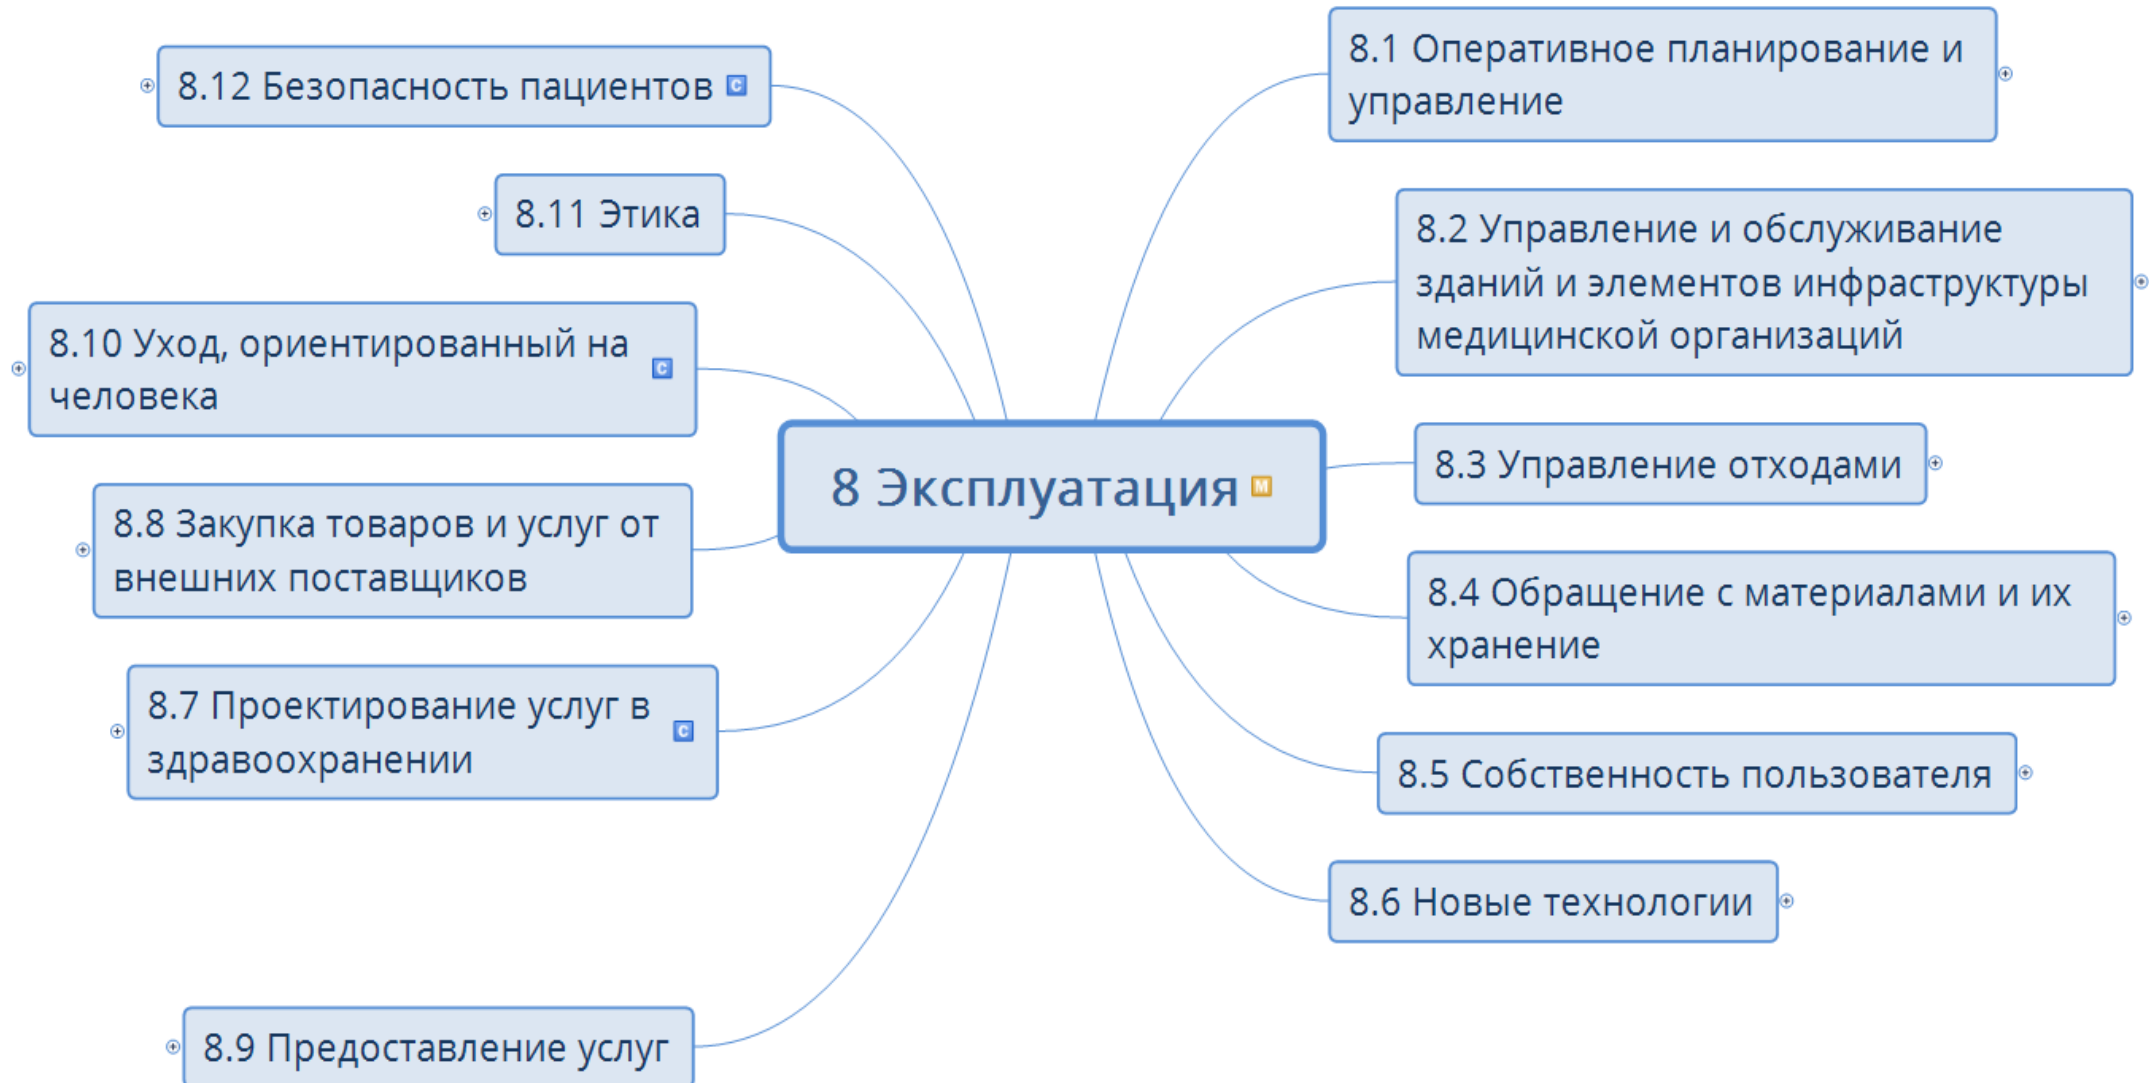 8 Эксплуатация M
8.1 Оперативное планирование и
управление
8.2 Управление и обслуживание
зданий и элементов инфраструктуры
медицинской организаций
8.3 Управление отходами
8.4 Обращение с материалами и их
хранение
8.5 Собственность пользователя
8.6 Новые технологии
8.12 Безопасность пациентов C
8.11 Этика
8.10 Уход, ориентированный на
человека C
8.8 Закупка товаров и услуг от
внешних поставщиков
8.7 Проектирование услуг в
здравоохранении C
8.9 Предоставление услуг